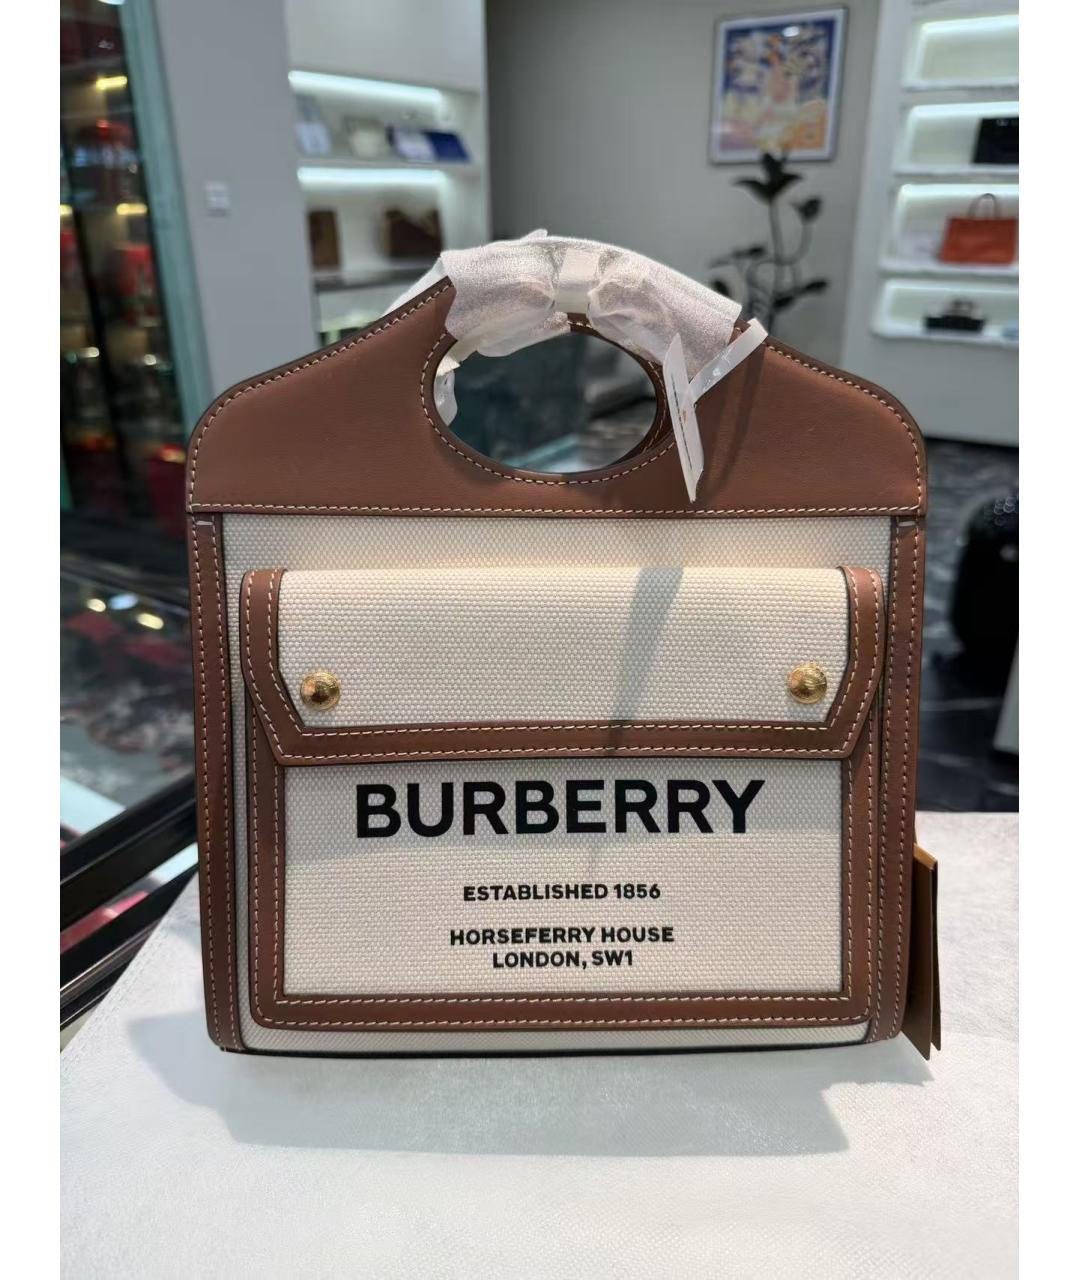 BURBERRY
ESTABLISHED 1856
HORSEFERRY HOUSE
LONDON, SW1